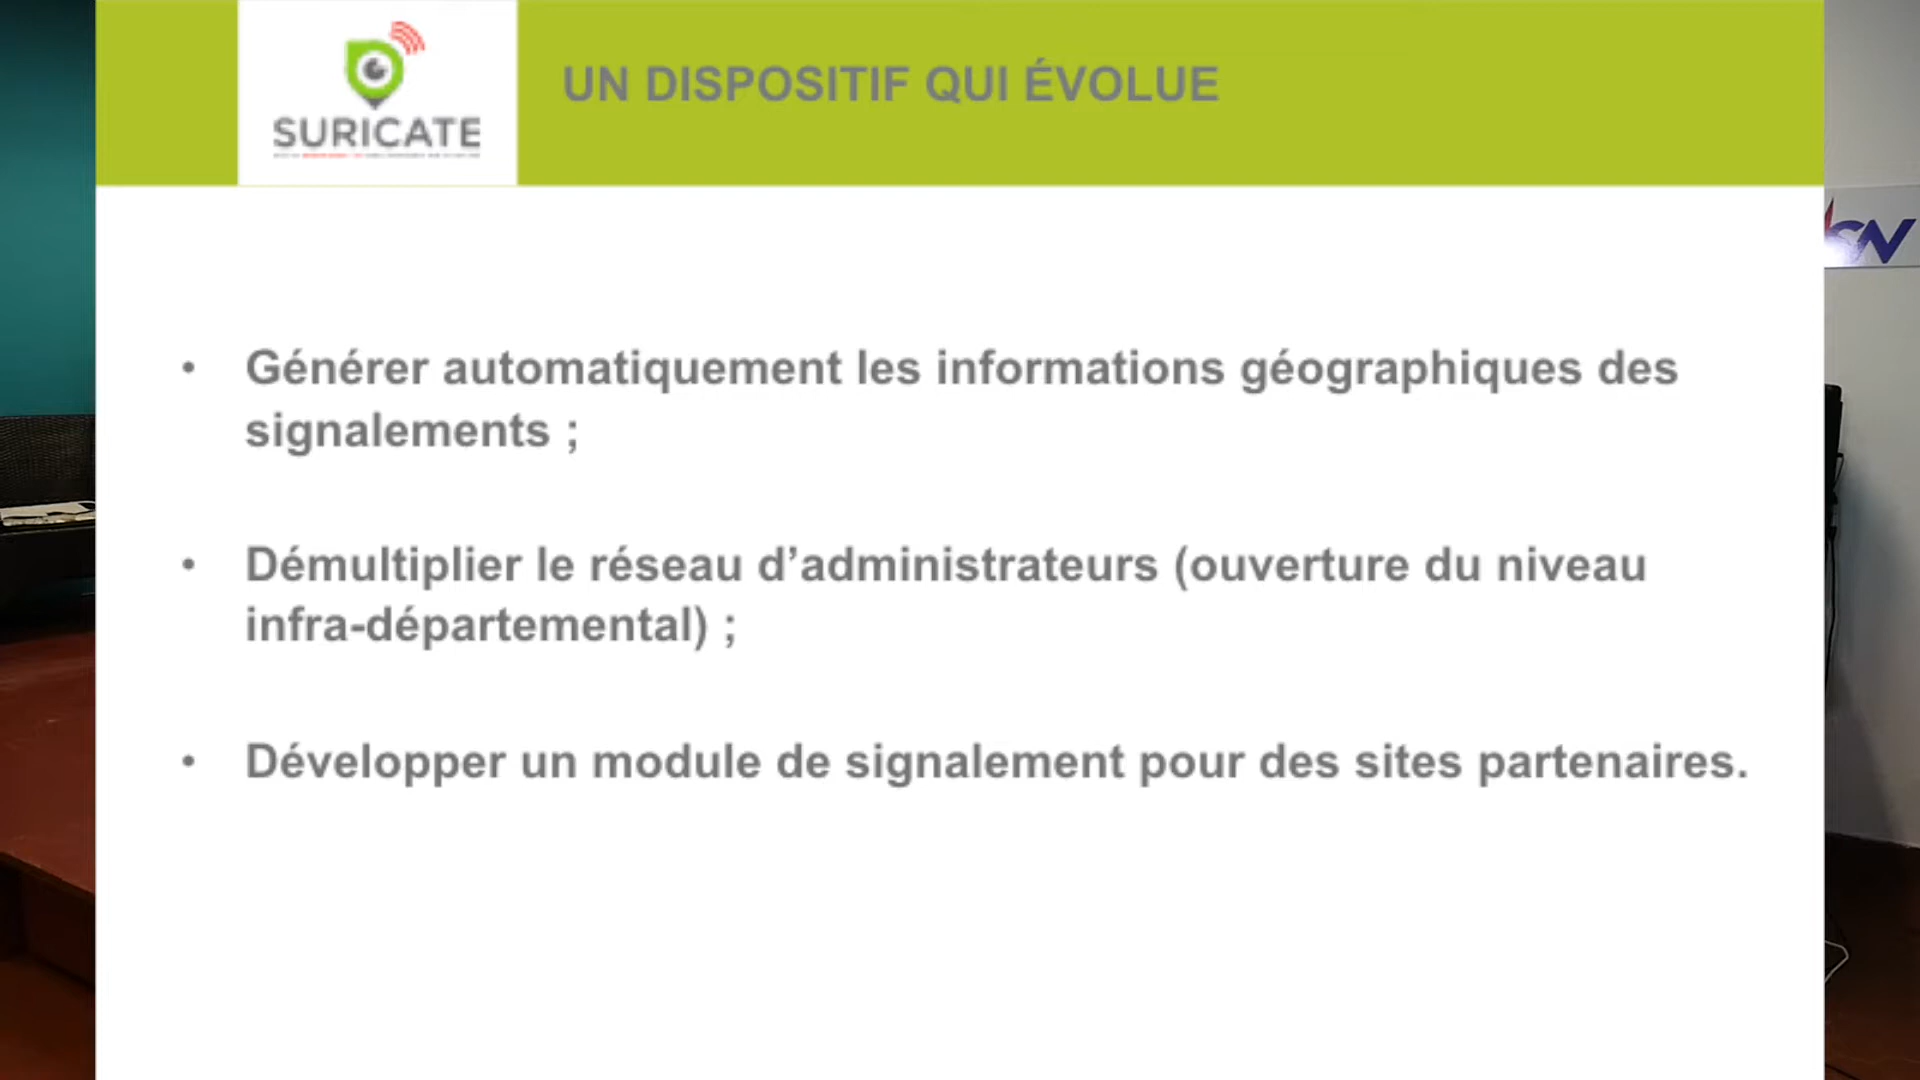 SURICATE
UN DISPOSITIF QUI ÉVOLUE
• Générer automatiquement les informations géographiques des
signalements ;
• Démultiplier le réseau d’administrateurs (ouverture du niveau
infra-départemental) ;
• Développer un module de signalement pour des sites partenaires.